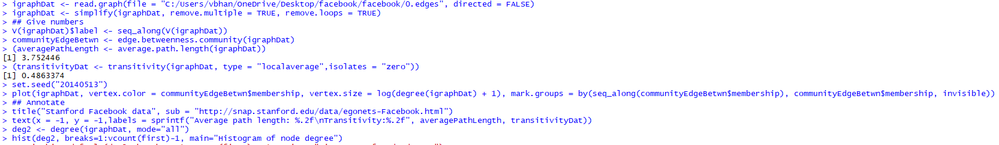 > igraphDat <- read.graph(file = "C:/Users/vbhan/OneDrive/Desktop/facebook/facebook/0.edges", directed = FALSE)
> igraphDat <- simplify(igraphDat, remove.multiple = TRUE, remove.loops = TRUE)
> ## Give numbers
> V(igraphDat)$label <- seq_along(V(igraphDat))
> communityEdgeBetwn <- edge.betweenness.community(igraphDat)
> (averagePathLength <- average.path.length(igraphDat))
[1] 3.752446
> (transitivityDat <- transitivity(igraphDat, type = "localaverage",isolates = "zero"))
[1] 0.4863374
> set.seed("20140513")
> plot(igraphDat, vertex.color = communityEdgeBetwn$membership, vertex.size = log(degree(igraphDat) + 1), mark.groups = by(seq_along(communityEdgeBetwn$membership), communityEdgeBetwn$membership, invisible))
> ## Annotate
> title("Stanford Facebook data", sub = "http://snap.stanford.edu/data/egonets-Facebook.html")
> text(x = -1, y = -1,labels = sprintf("Average path length: %.2f\nTransitivity:%.2f", averagePathLength, transitivityDat))
> deg2 <- degree(igraphDat, mode="all")
> hist(deg2, breaks=1:vcount(first)-1, main="Histogram of node degree")